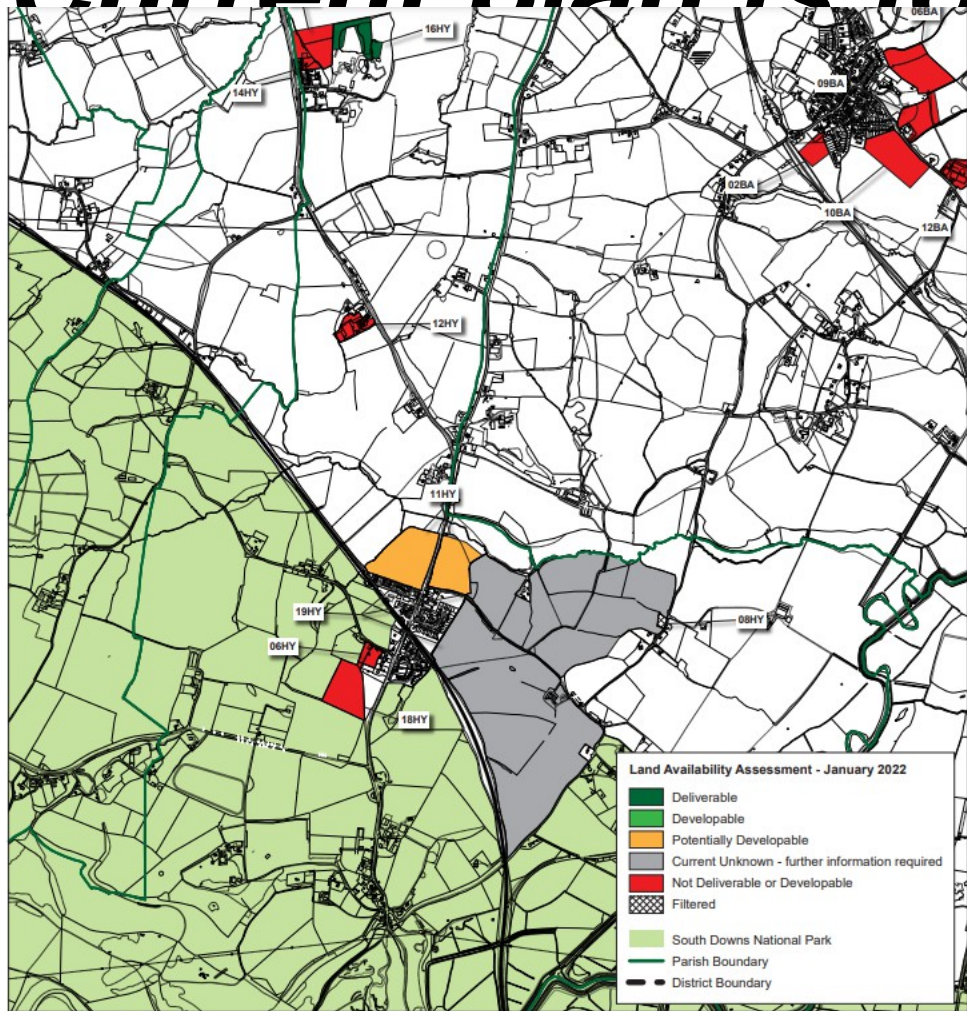 06BA
16HY
09BA
14HY
02BA
10BA
12BA
12HY
11HY
19HY
08HY
06HY
18HY
Land Availability Assessment - January 2022
Deliverable
Developable
Potentially Developable
Current Unknown - further information required
Not Deliverable or Developable
Filtered
South Downs National Park
Parish Boundary
District Boundary